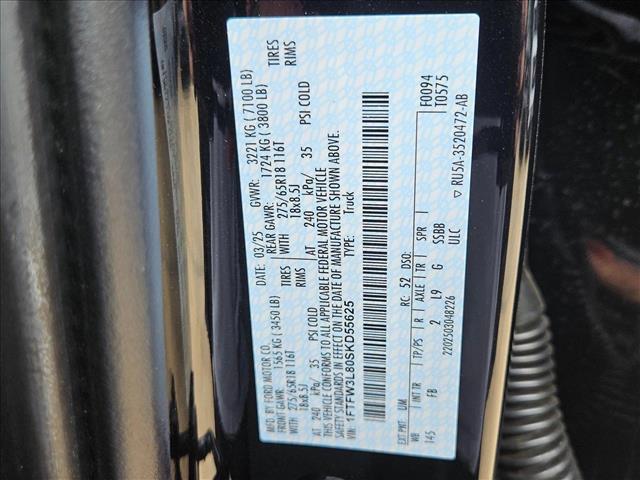 MFD. BY FORD MOTOR CO.
DATE: 03/25 GVWR: 3221 KG ( 7100 LB)
FRONT GAWR: 1565 KG ( 3450 LB) REAR GAWR: 1724 KG ( 3800 LB)
275/65R18 116T TIRES WITH 275/65R18 116T TIRES
18x8.5J RIMS 18x8.5J RIMS
AT 240 kPa/ 35 PSI COLD AT 240 kPa/ 35 PSI COLD
THIS VEHICLE CONFORMS TO ALL APPLICABLE FEDERAL MOTOR VEHICLE
SAFETY STANDARDS IN EFFECT ON THE DATE OF MANUFACTURE SHOWN ABOVE.
VIN: 1FTFW3L80SKD55625 TYPE: Truck
F0094
T0575
EXT PNT: UM RC: 52 DSO:
WB INT TR TP/PS R AXLE TR SPR
145 FB 2 L9 G SSBB
ULC
2202503048226
▽ RU5A-3520472-AB